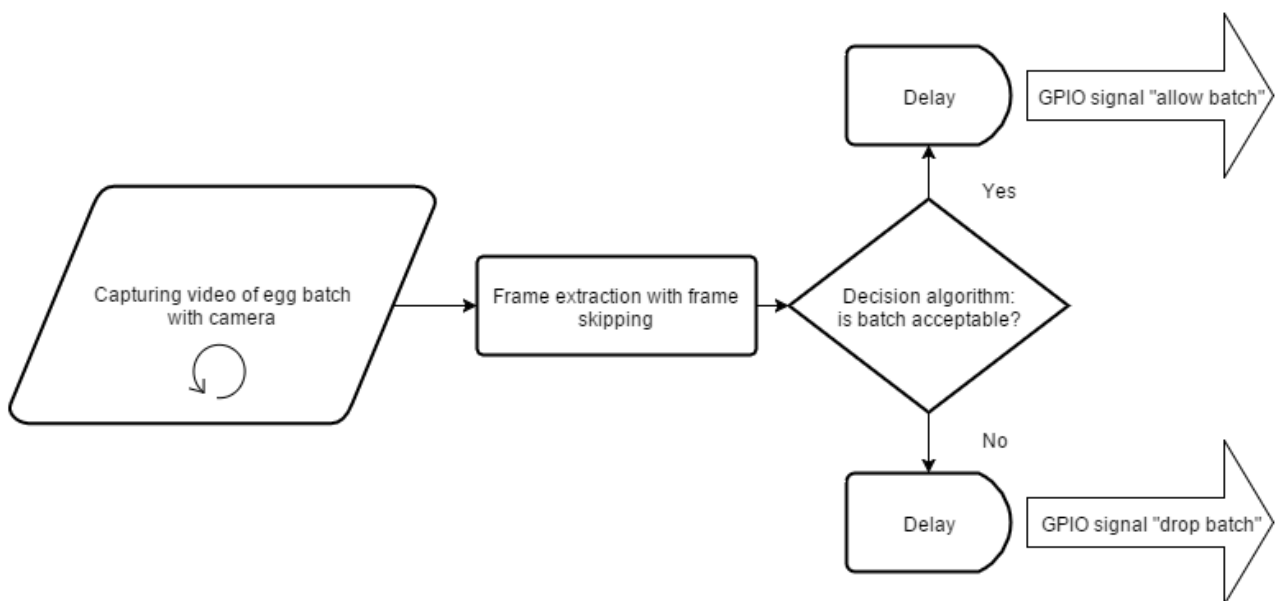 Capturing video of egg batch
with camera
Frame extraction with frame
skipping
Decision algorithm:
is batch acceptable?
Yes
Delay
GPIO signal "allow batch"
No
Delay
GPIO signal "drop batch"